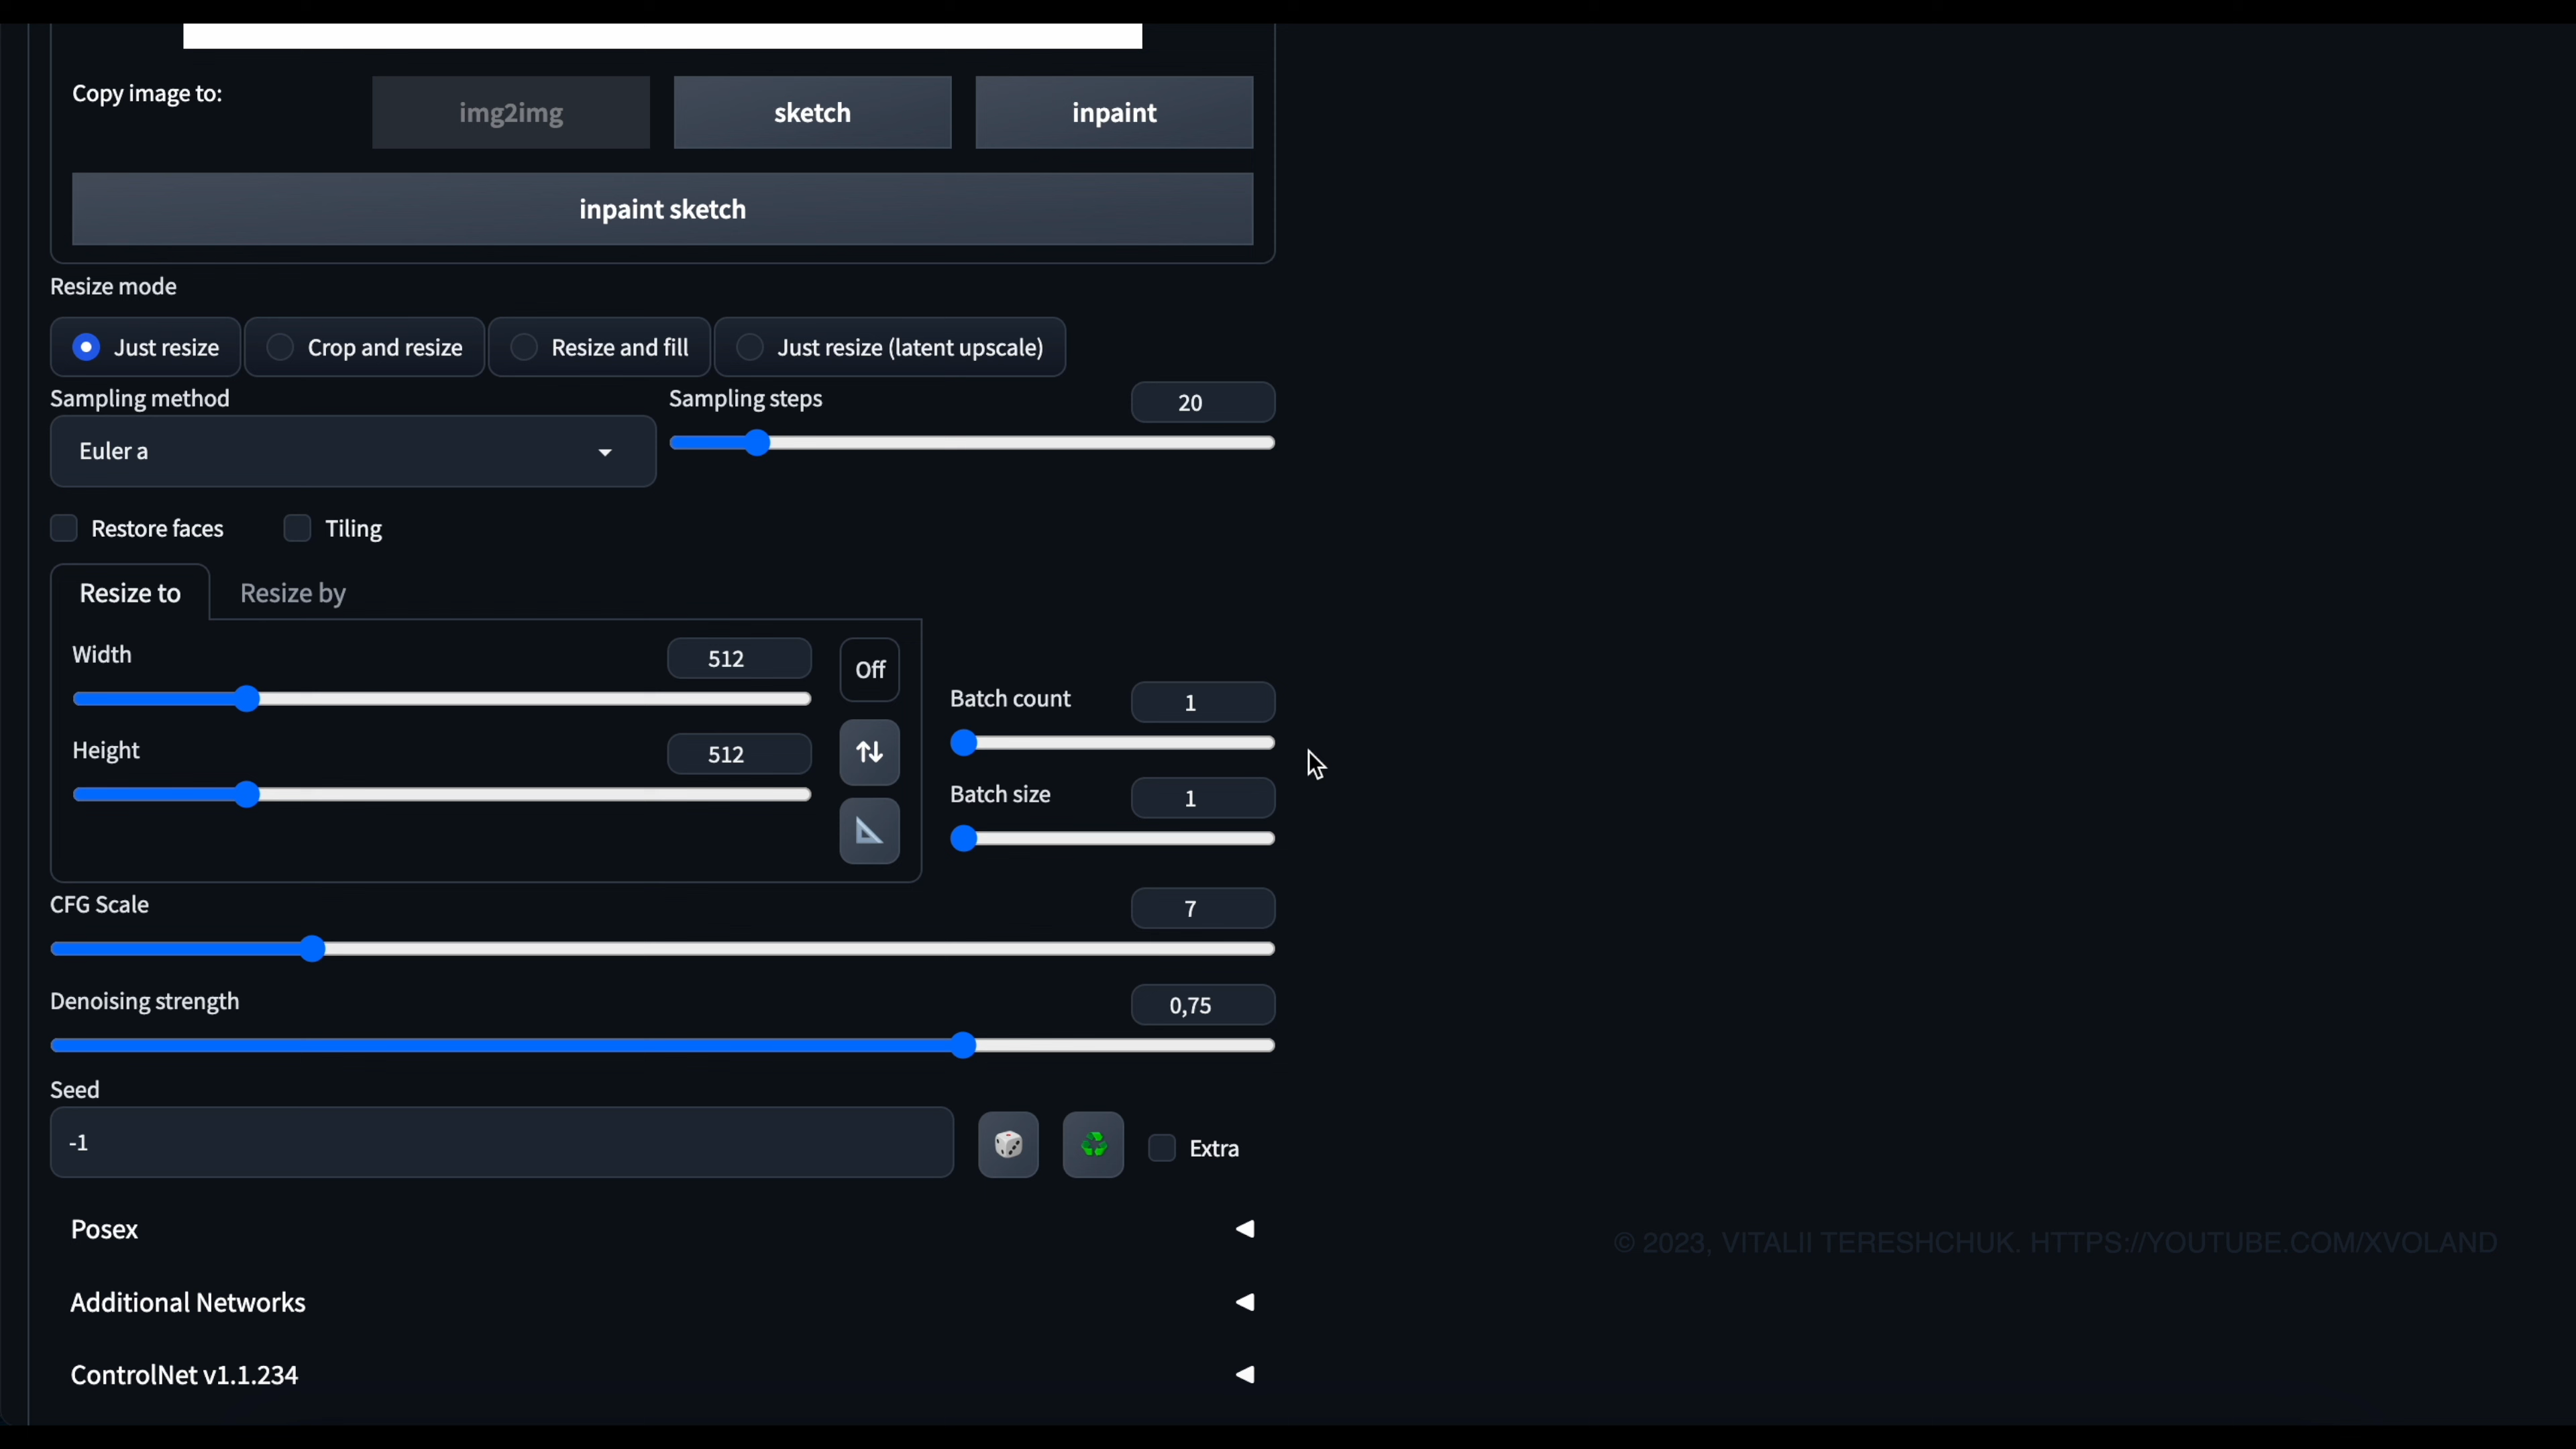 Copy image to:
img2img
sketch
inpaint
inpaint sketch
Resize mode
Just resize
Crop and resize
Resize and fill
Just resize (latent upscale)
Sampling method
Sampling steps
20
Euler a
Restore faces
Tiling
Resize to
Resize by
Width
512
Off
Height
512
Batch count
1
Batch size
1
CFG Scale
7
Denoising strength
0,75
Seed
-1
Extra
Posex
© 2023, VITALII TERESHCHUK. HTTPS://YOUTUBE.COM/XVOLAND
Additional Networks
ControlNet v1.1.234